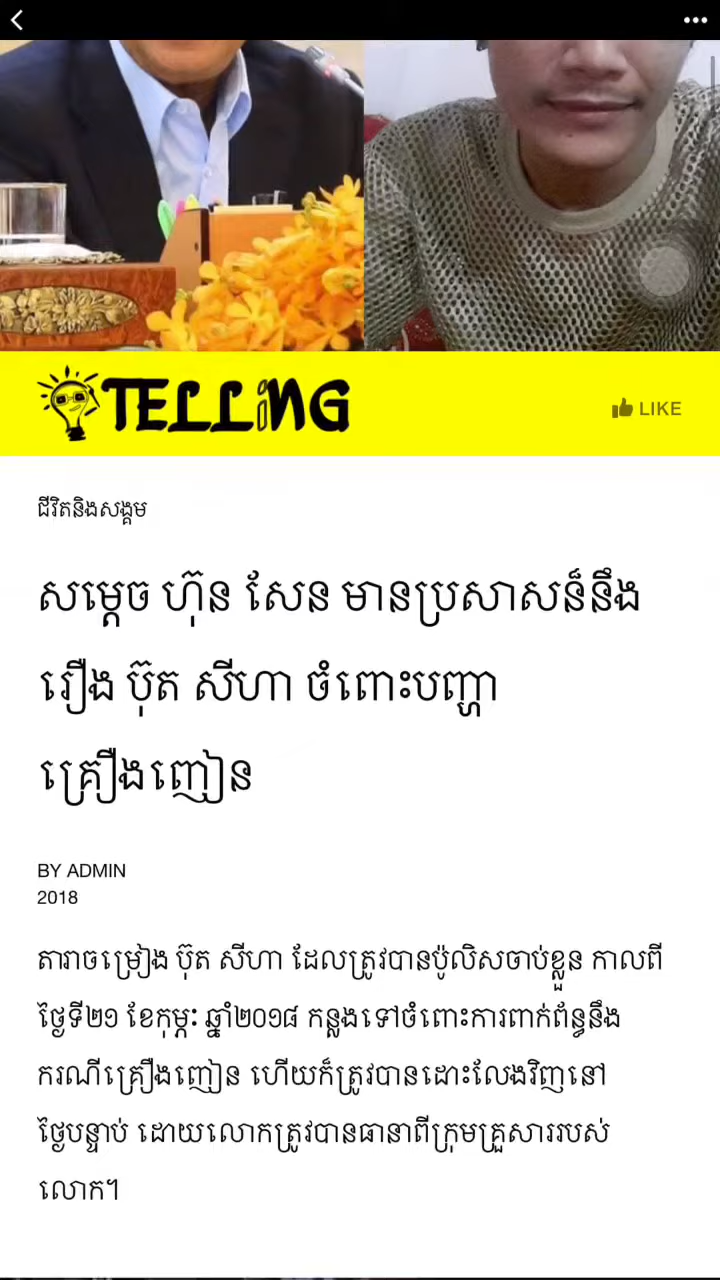 TELLiNG
LIKE
ជីវិតនិងសង្គម
សម្ដេច ហ៊ុន សែន មានប្រសាសន៏នឹង
រឿង ប៊ុត សីហា ចំពោះបញ្ហា
គ្រឿងញៀន
BY ADMIN
2018
តារាចម្រៀង ប៊ុត សីហា ដែលត្រូវបានប៉ូលិសចាប់ខ្លួន កាលពី
ថ្ងៃទី២១ ខែកុម្ភៈ ឆ្នាំ២០១៨ កន្លងទៅចំពោះការពាក់ព័ន្ធនឹង
ករណីគ្រឿងញៀន ហើយក៏ត្រូវបានដោះលែងវិញនៅ
ថ្ងៃបន្ទាប់ ដោយលោកត្រូវបានធានាពីក្រុមគ្រួសាររបស់
លោក។